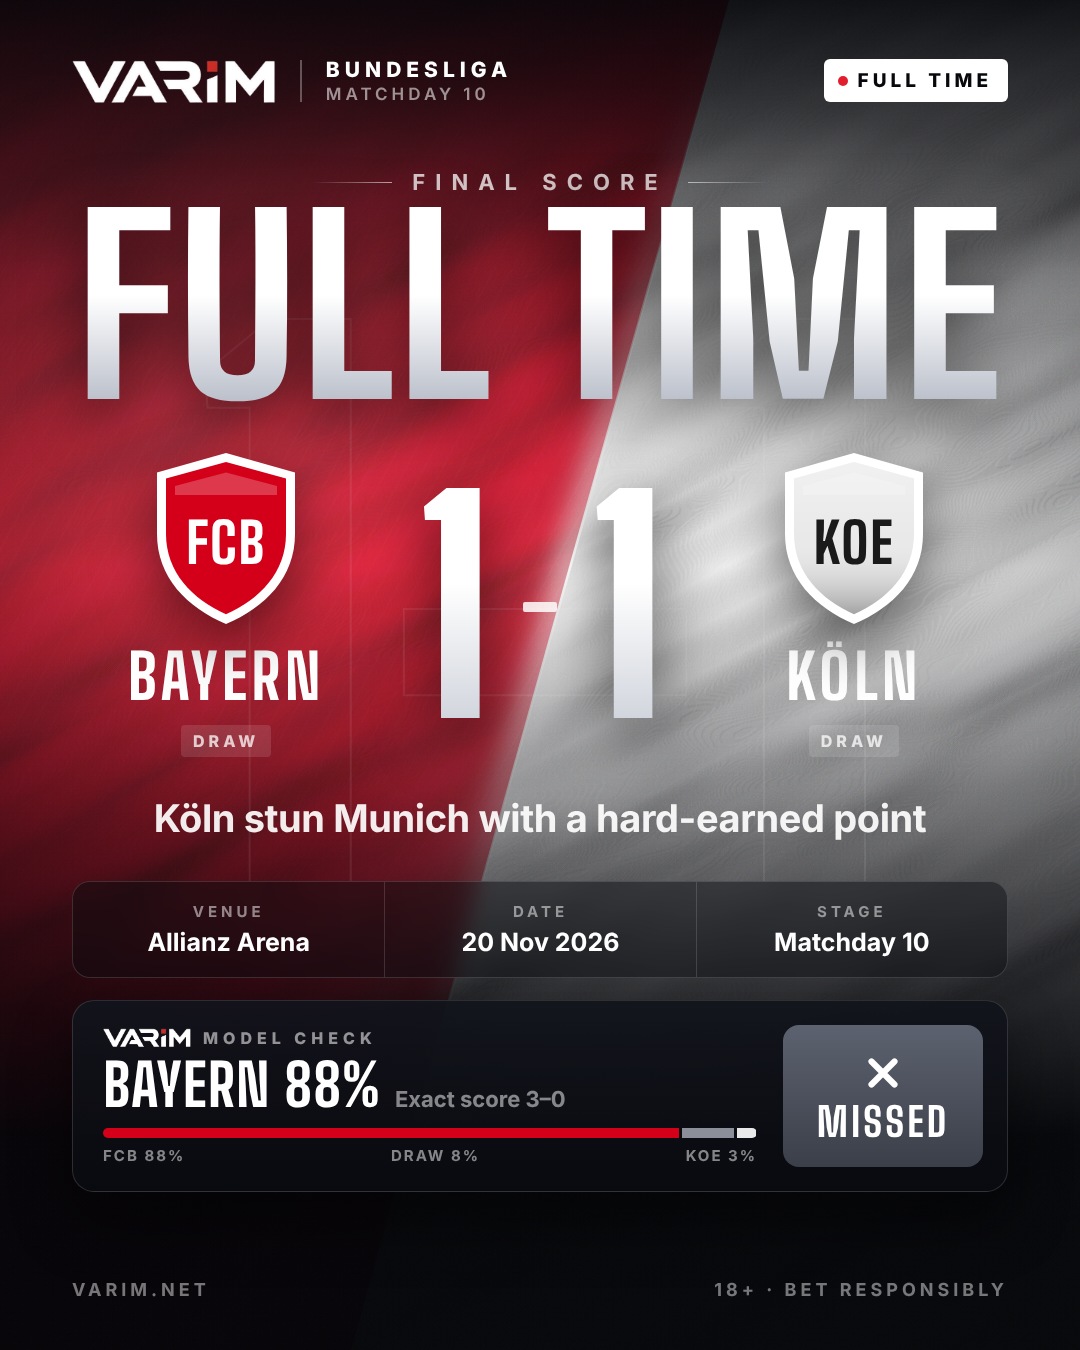 VARiM
BUNDESLIGA
MATCHDAY 10
FULL TIME
FINAL SCORE
FULL TIME
FCB
1–1
KOE
BAYERN
KÖLN
DRAW
DRAW
Köln stun Munich with a hard-earned point
VENUE
Allianz Arena
DATE
20 Nov 2026
STAGE
Matchday 10
VARiM MODEL CHECK
BAYERN 88% Exact score 3–0
FCB 88% DRAW 8% KOE 3%
MISSED
VARIM.NET
18+ · BET RESPONSIBLY